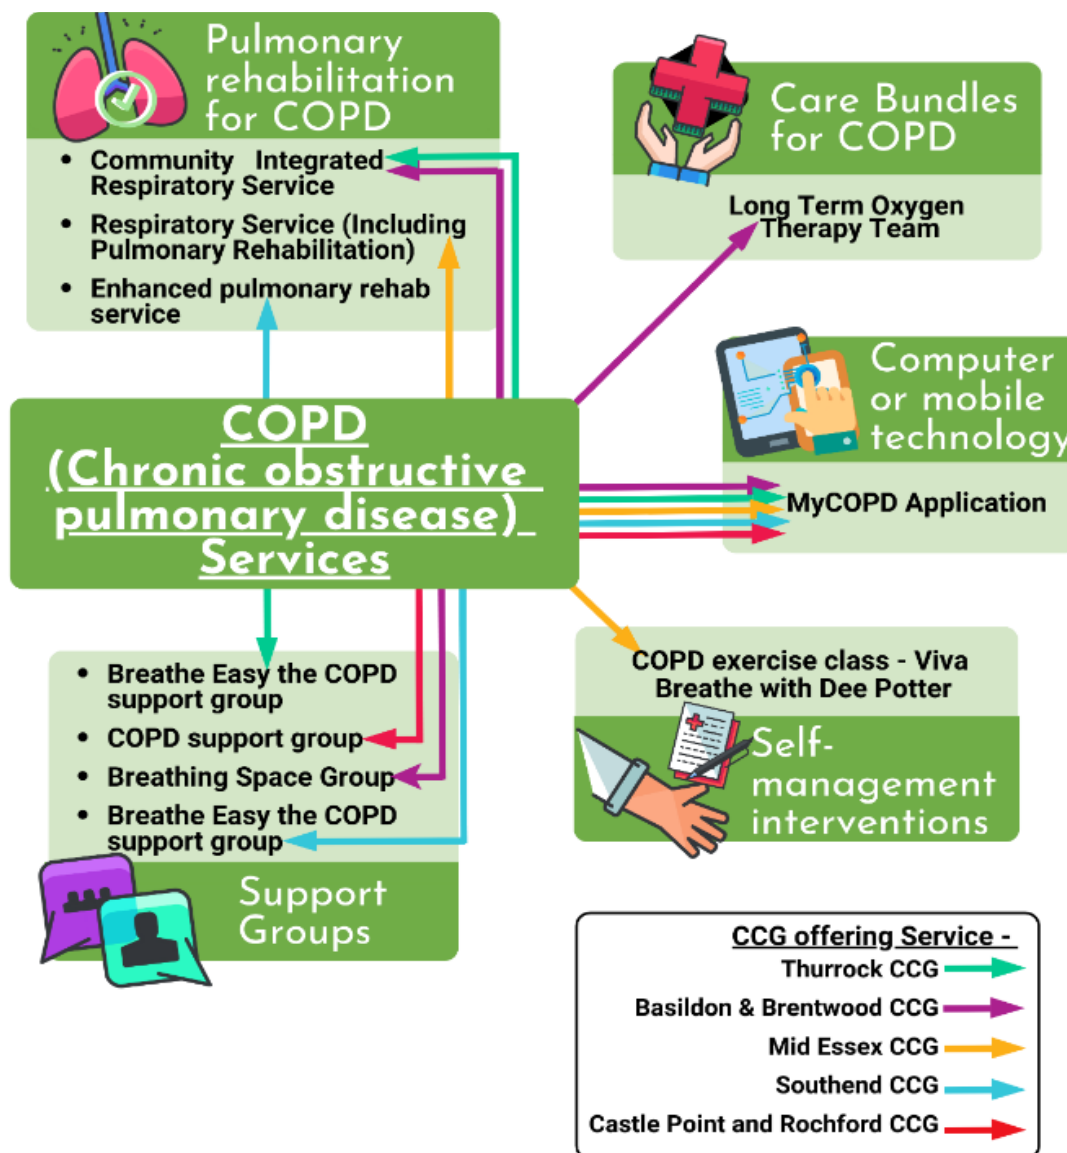 Pulmonary
rehabilitation
for COPD
• Community Integrated
Respiratory Service
• Respiratory Service (Including
Pulmonary Rehabilitation)
• Enhanced pulmonary rehab
service
Care Bundles
for COPD
Long Term Oxygen
Therapy Team
Computer
or mobile
technology
MyCOPD Application
COPD
(Chronic obstructive
pulmonary disease)
Services
• Breathe Easy the COPD
support group
• COPD support group
• Breathing Space Group
• Breathe Easy the COPD
support group
Support
Groups
COPD exercise class - Viva
Breathe with Dee Potter
Self-
management
interventions
CCG offering Service -
Thurrock CCG
Basildon & Brentwood CCG
Mid Essex CCG
Southend CCG
Castle Point and Rochford CCG